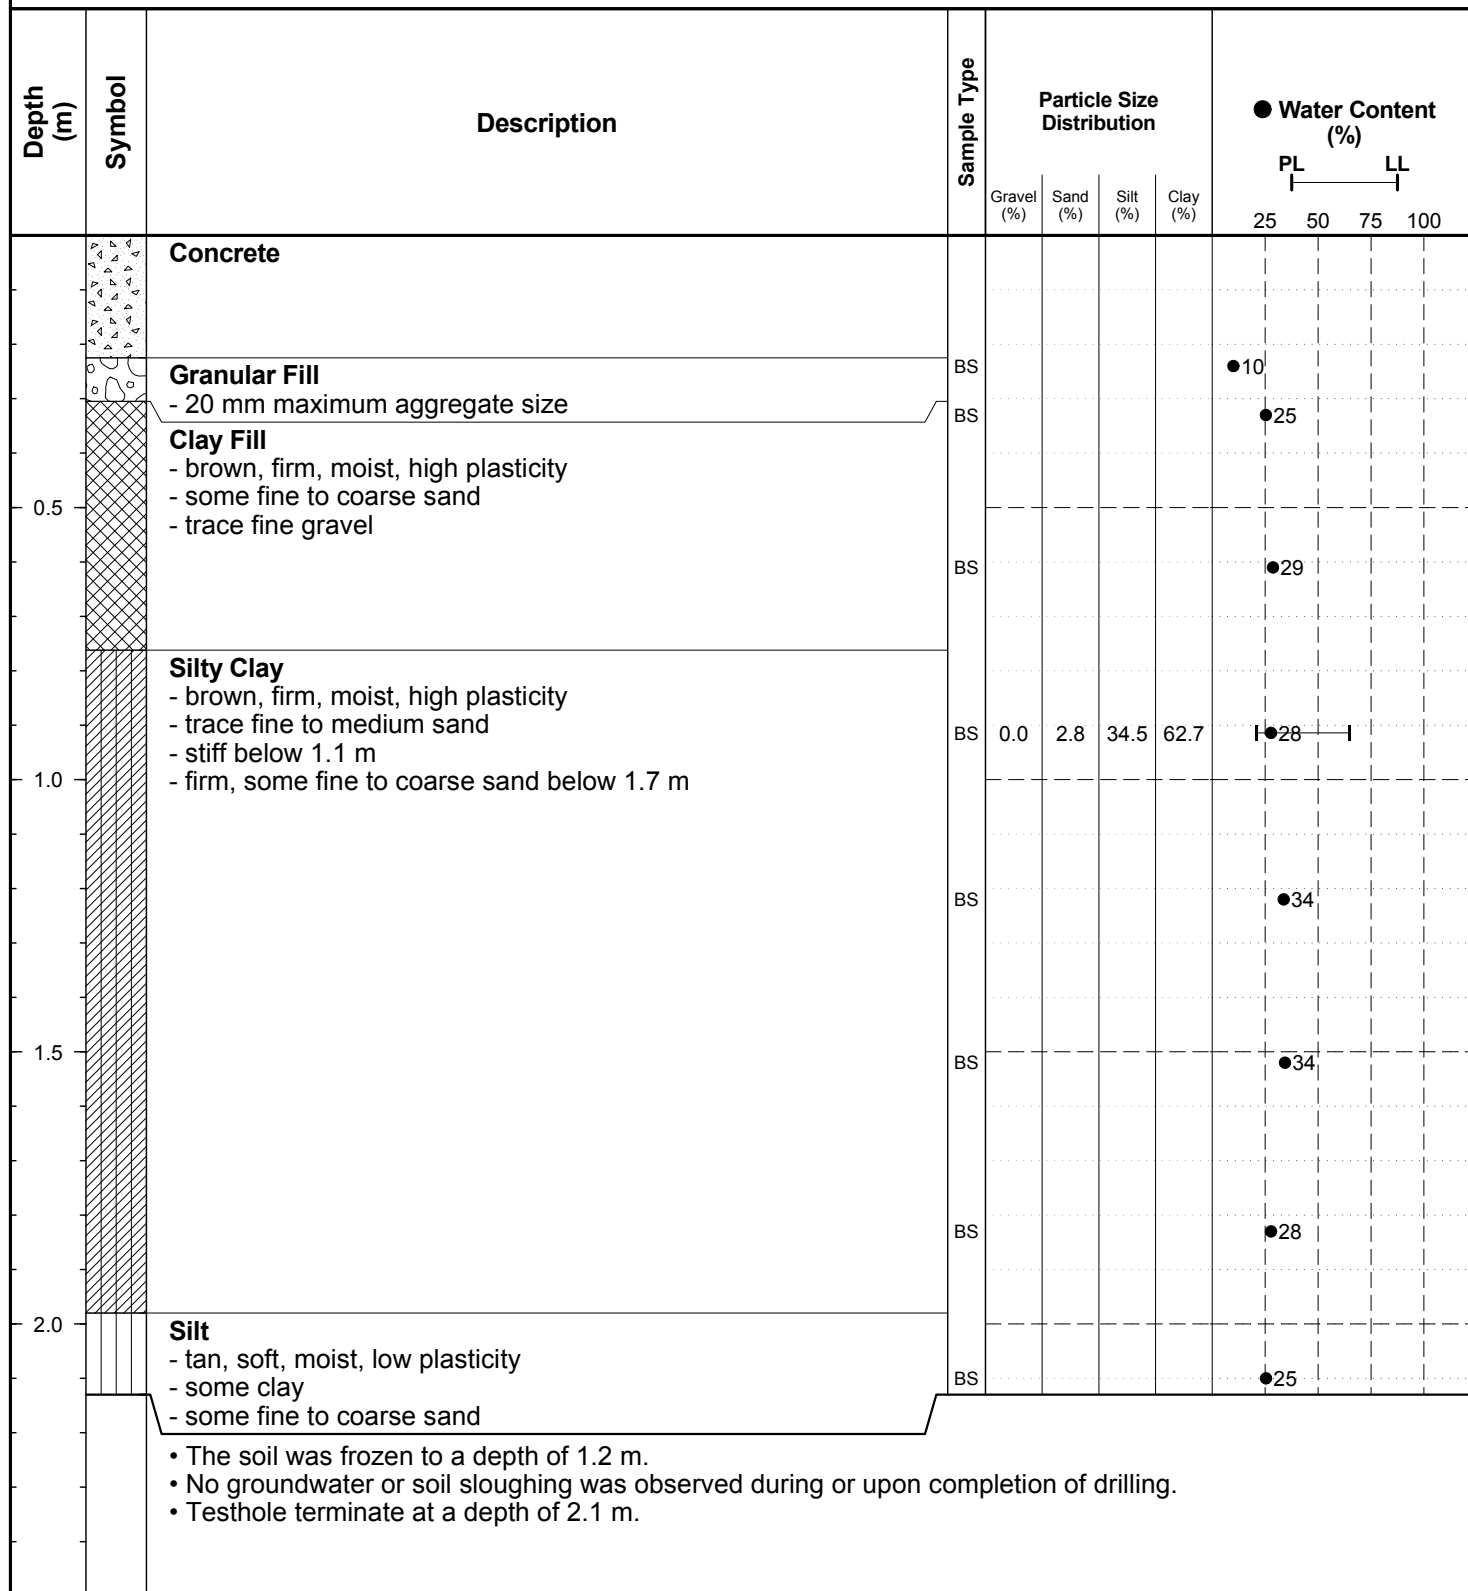 Depth
(m)
Symbol
Description
Sample Type
Particle Size
Distribution
Gravel
(%)
Sand
(%)
Silt
(%)
Clay
(%)
Water Content
(%)
PL LL
25 50 75 100
Concrete
Granular Fill
BS 10
- 20 mm maximum aggregate size
BS 25
Clay Fill
- brown, firm, moist, high plasticity
- some fine to coarse sand
0.5
- trace fine gravel
BS 29
Silty Clay
- brown, firm, moist, high plasticity
- trace fine to medium sand
BS 0.0 2.8 34.5 62.7 28
- stiff below 1.1 m
1.0
- firm, some fine to coarse sand below 1.7 m
BS 34
1.5
BS 34
BS 28
2.0
Silt
- tan, soft, moist, low plasticity
BS 25
- some clay
- some fine to coarse sand
• The soil was frozen to a depth of 1.2 m.
• No groundwater or soil sloughing was observed during or upon completion of drilling.
• Testhole terminate at a depth of 2.1 m.